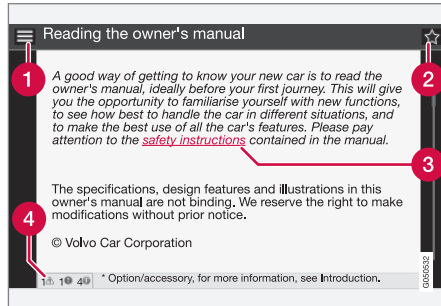 Reading the owner's manual
1
2
A good way of getting to know your new car is to read the
owner's manual, ideally before your first journey. This will give
you the opportunity to familiarise yourself with new functions,
to see how best to handle the car in different situations, and
to make the best use of all the car's features. Please pay
attention to the safety instructions contained in the manual.
3
The specifications, design features and illustrations in this
owner's manual are not binding. We reserve the right to make
modifications without prior notice.
4
© Volvo Car Corporation
1 1 4 * Option/accessory, for more information, see Introduction.
G050532